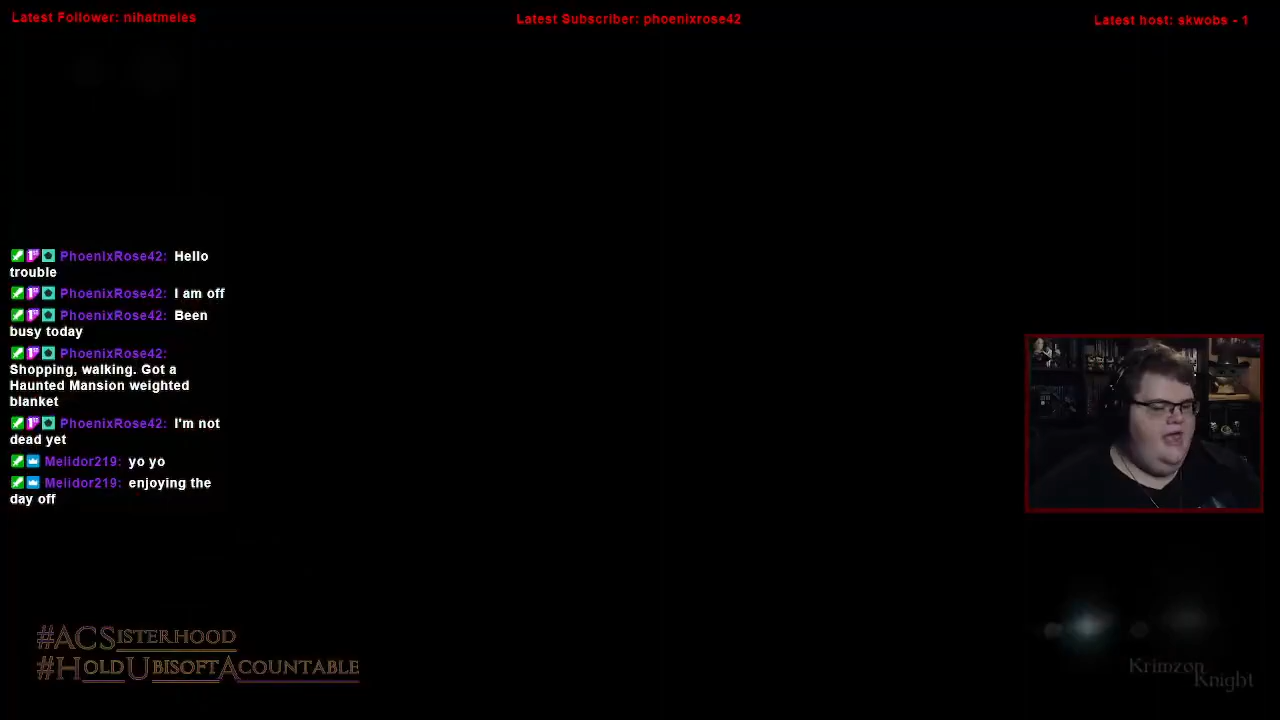 Latest Follower: nihatmeles
Latest Subscriber: phoenixrose42
Latest host: skwobs - 1
PhoenixRose42: Hello
trouble
PhoenixRose42: I am off
PhoenixRose42: Been
busy today
PhoenixRose42:
Shopping, walking. Got a
Haunted Mansion weighted
blanket
PhoenixRose42: I'm not
dead yet
Melidor219: yo yo
Melidor219: enjoying the
day off
#ACSisterhood
#HoldUbisoftAcountable
Krimzon
Knight